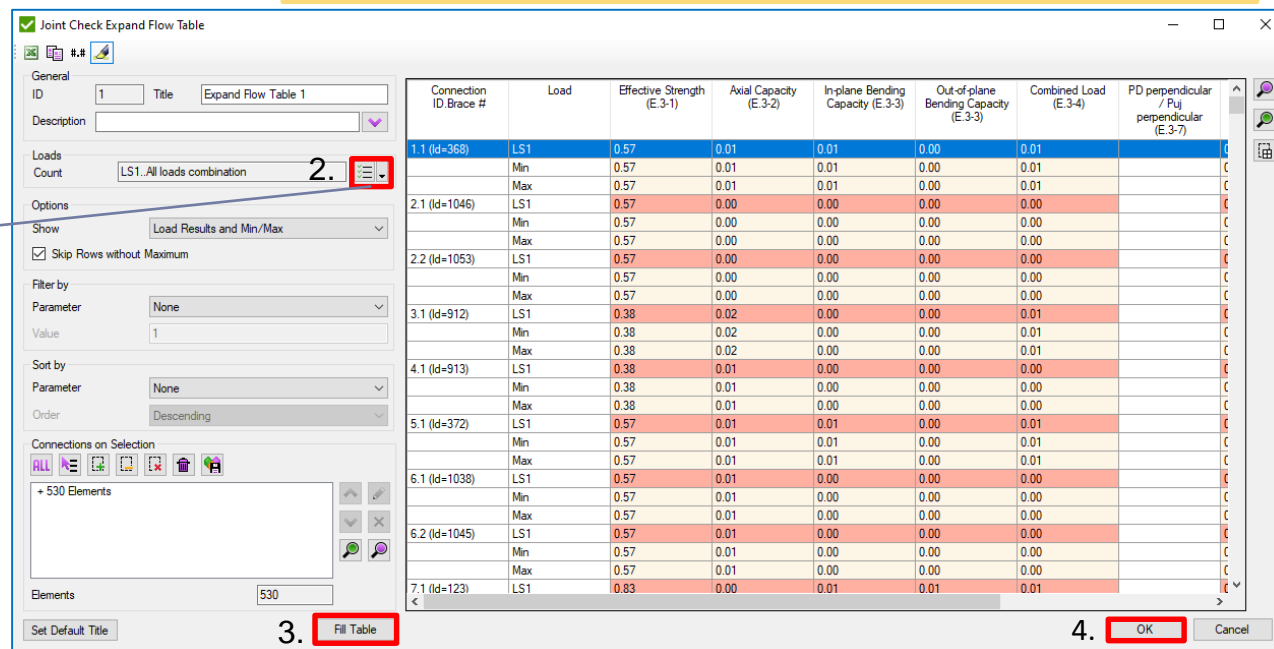 Joint Check Expand Flow Table
#.#
General
ID 1 Title Expand Flow Table 1
Description
Loads
Count LS1..All loads combination 2.
Options
Show Load Results and Min/Max
Skip Rows without Maximum
Filter by
Parameter None
Value 1
Sort by
Parameter None
Order Descending
Connections on Selection
ALL
+ 530 Elements
Elements 530
Set Default Title 3. Fill Table
Connection ID.Brace # Load Effective Strength (E.3-1) Axial Capacity (E.3-2) In-plane Bending Capacity (E.3-3) Out-of-plane Bending Capacity (E.3-3) Combined Load (E.3-4) PD perpendicular / Puj perpendicular (E.3-7)
1.1 (Id=368) LS1 0.57 0.01 0.01 0.00 0.01
Min 0.57 0.01 0.01 0.00 0.01
Max 0.57 0.01 0.01 0.00 0.01
2.1 (Id=1046) LS1 0.57 0.00 0.00 0.00 0.00
Min 0.57 0.00 0.00 0.00 0.00
Max 0.57 0.00 0.00 0.00 0.00
2.2 (Id=1053) LS1 0.57 0.00 0.00 0.00 0.00
Min 0.57 0.00 0.00 0.00 0.00
Max 0.57 0.00 0.00 0.00 0.00
3.1 (Id=912) LS1 0.38 0.02 0.00 0.00 0.01
Min 0.38 0.02 0.00 0.00 0.01
Max 0.38 0.02 0.00 0.00 0.01
4.1 (Id=913) LS1 0.38 0.01 0.00 0.00 0.00
Min 0.38 0.01 0.00 0.00 0.00
Max 0.38 0.01 0.00 0.00 0.00
5.1 (Id=372) LS1 0.57 0.01 0.01 0.00 0.01
Min 0.57 0.01 0.01 0.00 0.01
Max 0.57 0.01 0.01 0.00 0.01
6.1 (Id=1038) LS1 0.57 0.01 0.00 0.00 0.00
Min 0.57 0.01 0.00 0.00 0.00
Max 0.57 0.01 0.00 0.00 0.00
6.2 (Id=1045) LS1 0.57 0.01 0.00 0.00 0.00
Min 0.57 0.01 0.00 0.00 0.00
Max 0.57 0.01 0.00 0.00 0.00
7.1 (Id=123) LS1 0.83 0.00 0.01 0.01 0.01
4. OK Cancel